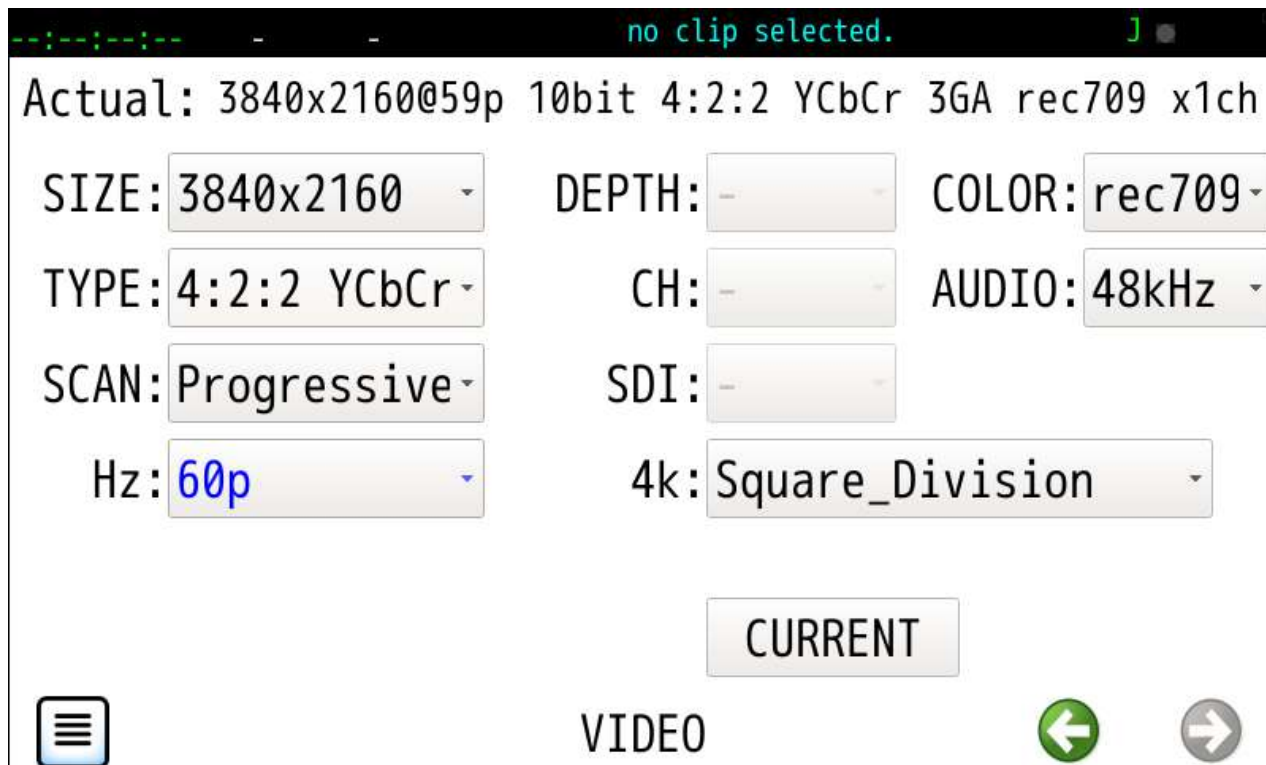 --:--:--:-- - - no clip selected. J
Actual: 3840x2160@59p 10bit 4:2:2 YCbCr 3GA rec709 x1ch
SIZE: 3840x2160 DEPTH: - COLOR: rec709
TYPE: 4:2:2 YCbCr CH: - AUDIO: 48kHz
SCAN: Progressive SDI: -
Hz: 60p 4k: Square_Division
CURRENT
VIDEO